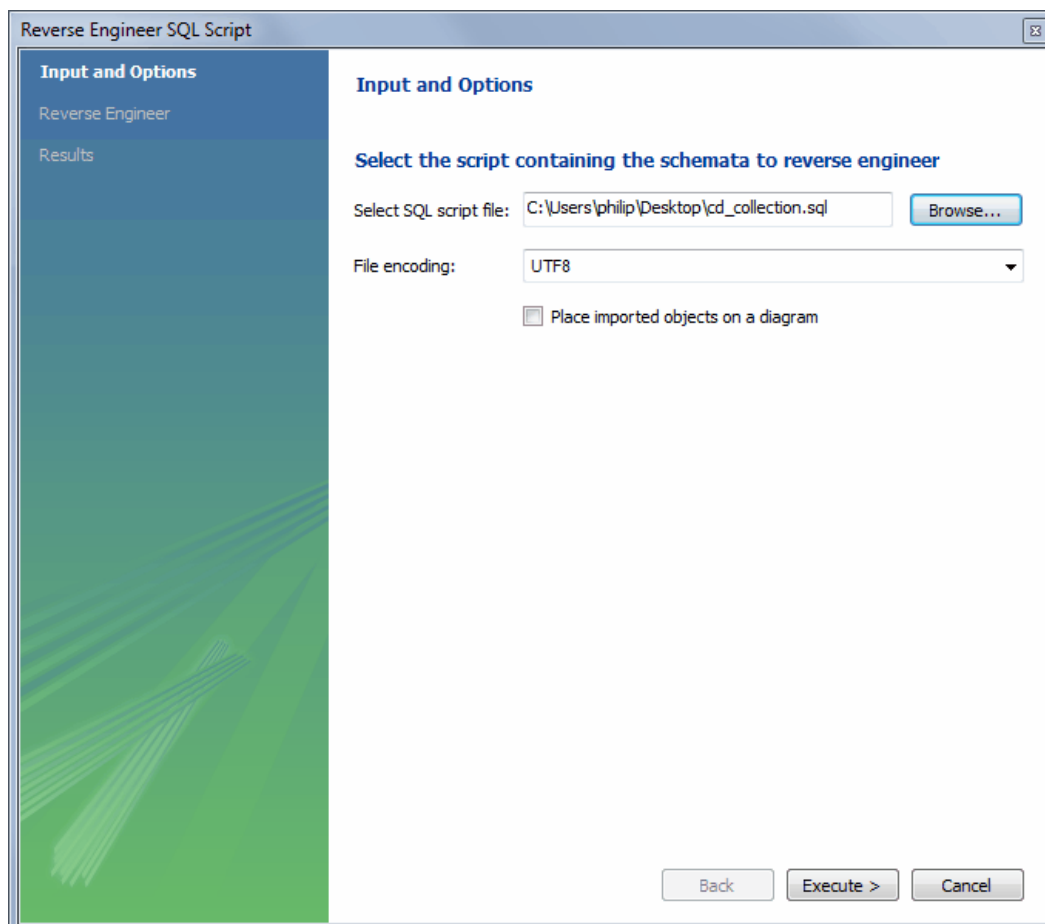 Reverse Engineer SQL Script
Input and Options
Reverse Engineer
Results
Input and Options
Select the script containing the schemata to reverse engineer
Select SQL script file: C:\Users\philip\Desktop\cd_collection.sql Browse...
File encoding: UTF8
Place imported objects on a diagram
Back Execute > Cancel